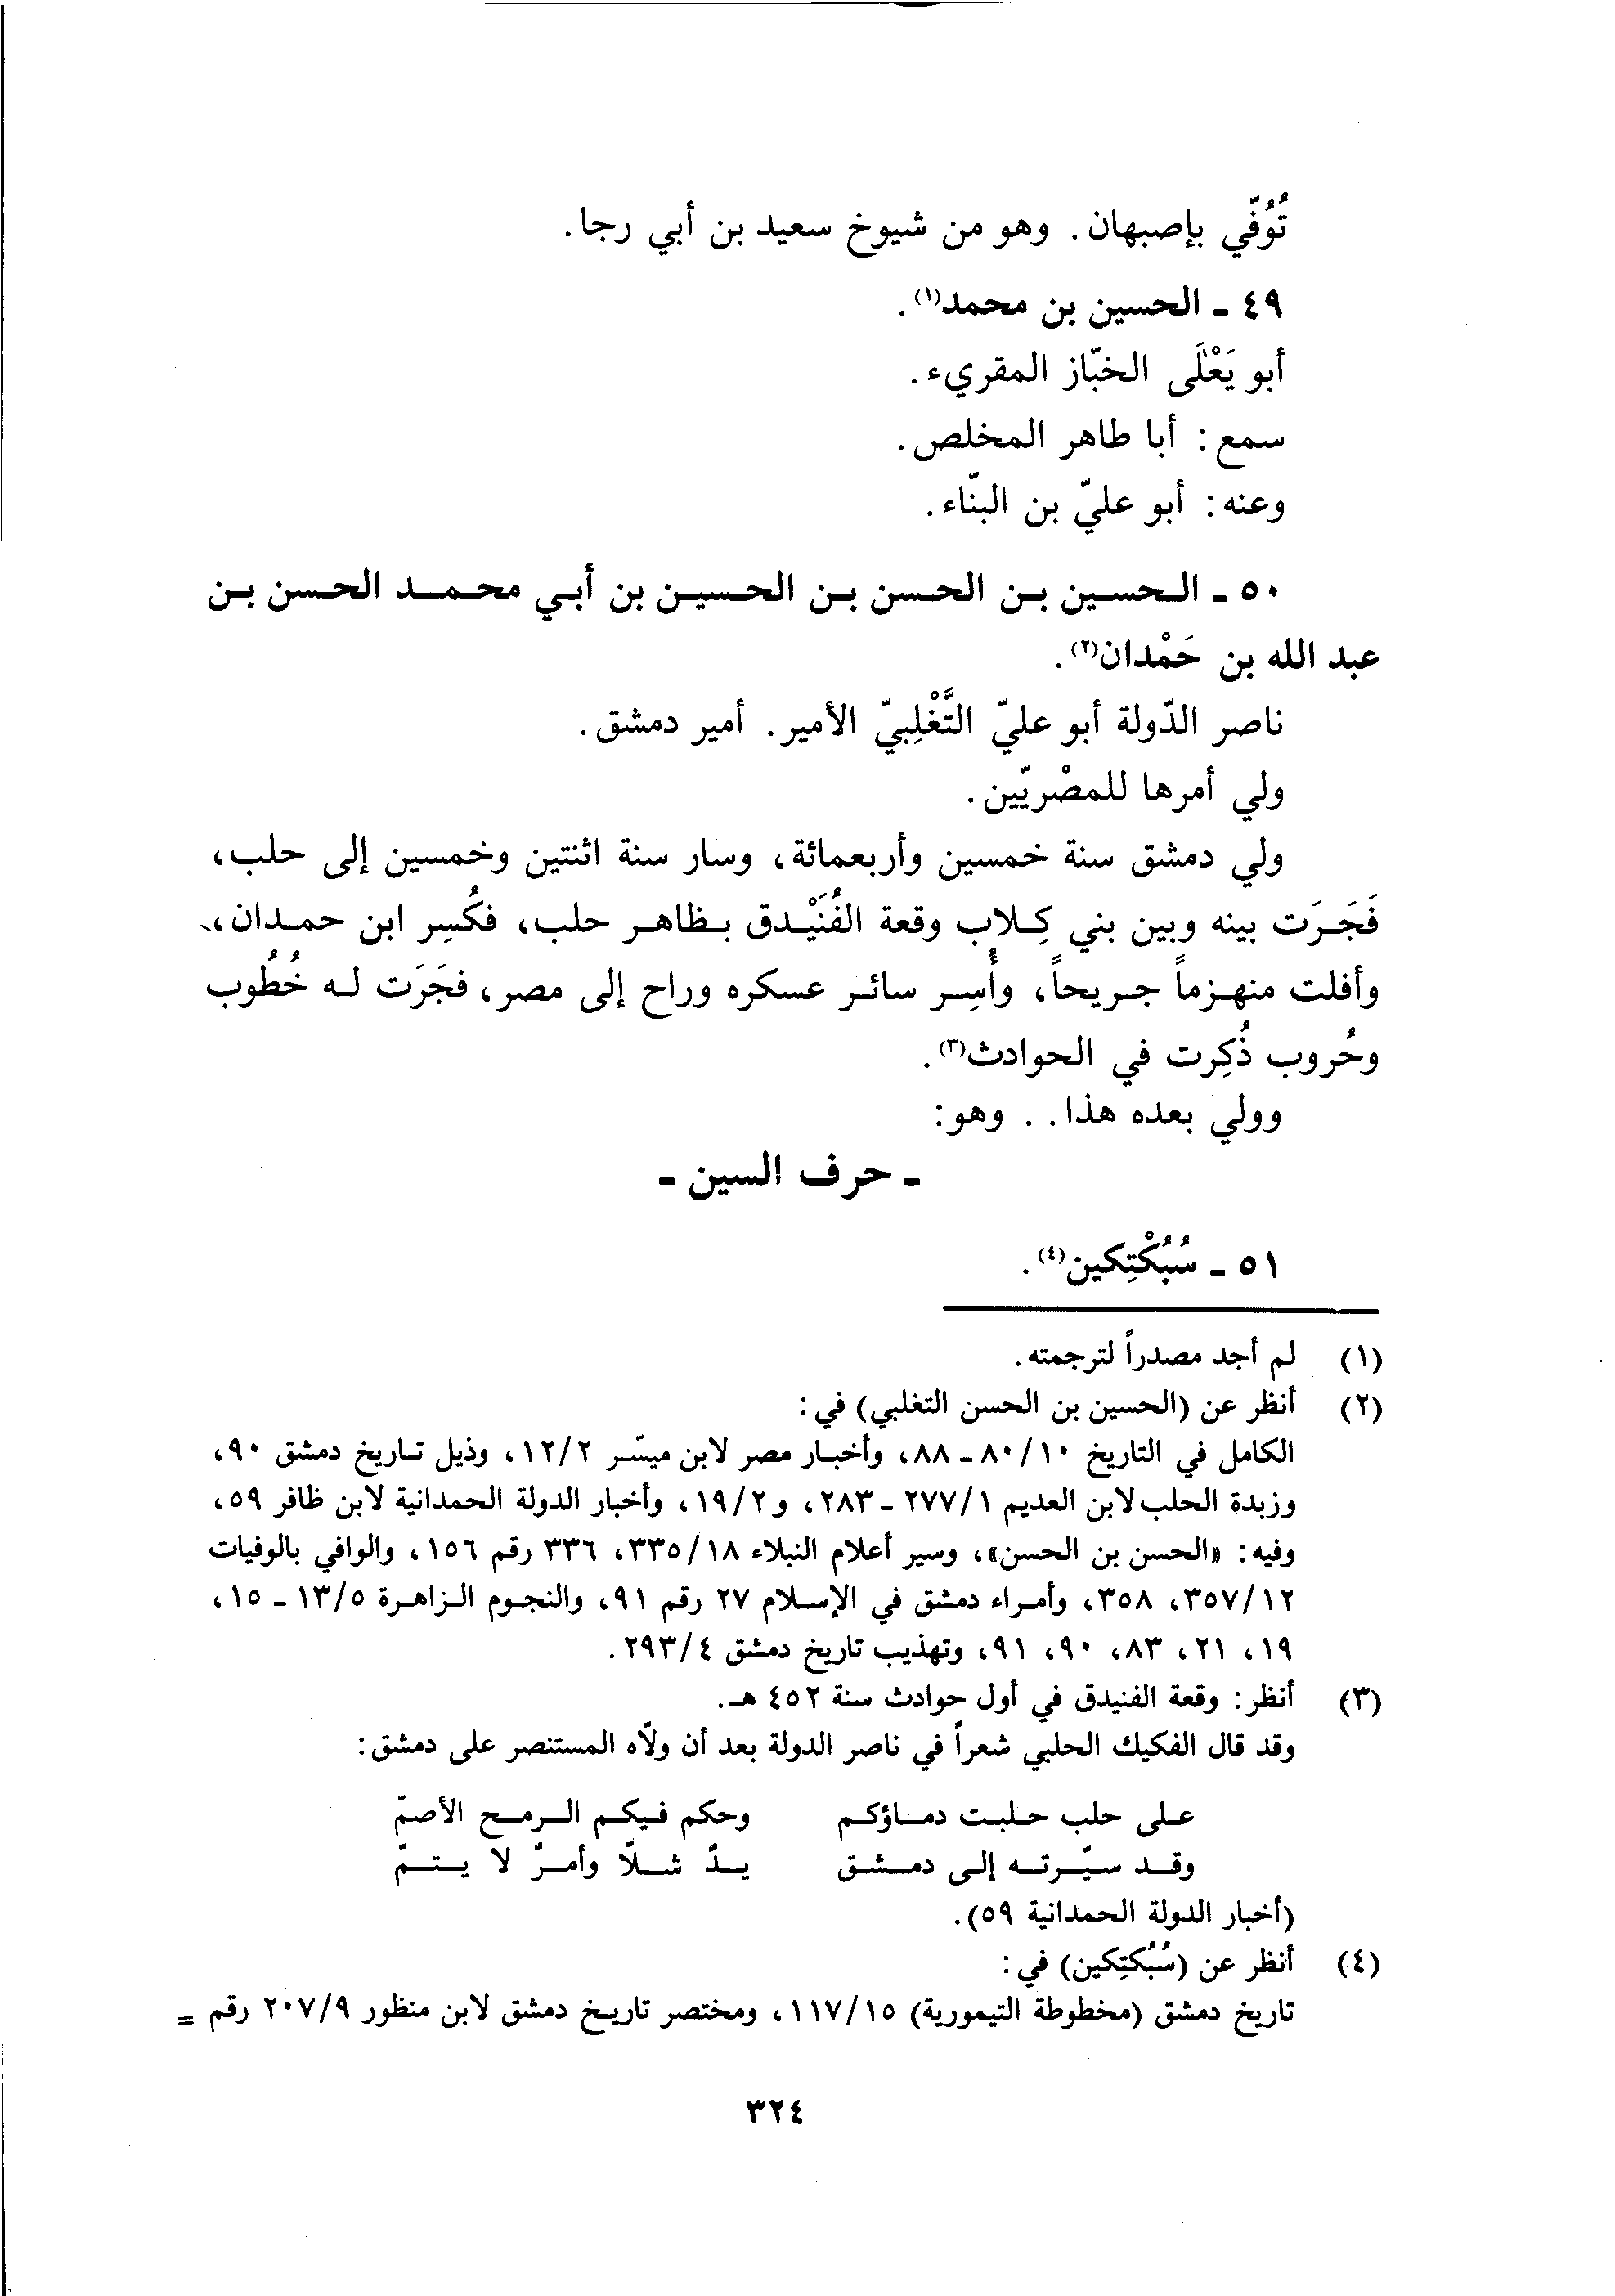 تُوُفّي بإصبهان. وهو من شيوخ سعيد بن أبي رجا.
٤٩ - الحسين بن محمد(١).
أبو يَعْلَى الخبّاز المقريء.
سمع: أبا طاهر المخلص.
وعنه: أبو عليّ بن البنّاء.
٥٠ - الحسين بن الحسن بن الحسين بن أبي محمد الحسن بن
عبد الله بن حَمْدان(٢).
ناصر الدّولة أبو عليّ التَّغْلِبيّ الأمير. أمير دمشق.
ولي أمرها للمصْريّين.
ولي دمشق سنة خمسين وأربعمائة، وسار سنة اثنتين وخمسين إلى حلب،
فَجَرَت بينه وبين بني كِلاب وقعة الفُنَيْدق بظاهر حلب، فكُسِر ابن حمدان،
وأفلت منهزماً جريحاً، وأُسِر سائر عسكره وراح إلى مصر، فجَرَت له خُطُوب
وحُروب ذُكِرت في الحوادث(٣).
وولي بعده هذا.. وهو:
- حرف السين -
٥١ - سُبُكْتِكين(٤).
(١) لم أجد مصدراً لترجمته.
(٢) أنظر عن (الحسين بن الحسن التغلبي) في:
الكامل في التاريخ ١٠/ ٨٠ - ٨٨، وأخبار مصر لابن ميسّر ١٢/٢، وذيل تاريخ دمشق ٩٠،
وزبدة الحلب لابن العديم ١/ ٢٧٧ - ٢٨٣، و١٩/٢، وأخبار الدولة الحمدانية لابن ظافر ٥٩،
وفيه: «الحسن بن الحسن»، وسير أعلام النبلاء ١٨/ ٣٣٥، ٣٣٦ رقم ١٥٦، والوافي بالوفيات
١٢/ ٣٥٧، ٣٥٨، وأمراء دمشق في الإسلام ٢٧ رقم ٩١، والنجوم الزاهرة ٥/ ١٣ - ١٥،
١٩، ٢١، ٨٣، ٩٠، ٩١، وتهذيب تاريخ دمشق ٤/ ٢٩٣.
(٣) أنظر: وقعة الفنيدق في أول حوادث سنة ٤٥٢ هـ.
وقد قال الفكيك الحلبي شعراً في ناصر الدولة بعد أن ولّاه المستنصر على دمشق:
على حلب حلبت دماؤكم وحكم فيكم الرمح الأصمّ
وقد سيّرته إلى دمشق يدٌ شلّا وأمرٌ لا يتمّ
(أخبار الدولة الحمدانية ٥٩).
(٤) أنظر عن (سُبُكتِكين) في:
تاريخ دمشق (مخطوطة التيمورية) ١٥/ ١١٧، ومختصر تاريخ دمشق لابن منظور ٩/ ٢٠٧ رقم =
٣٢٤